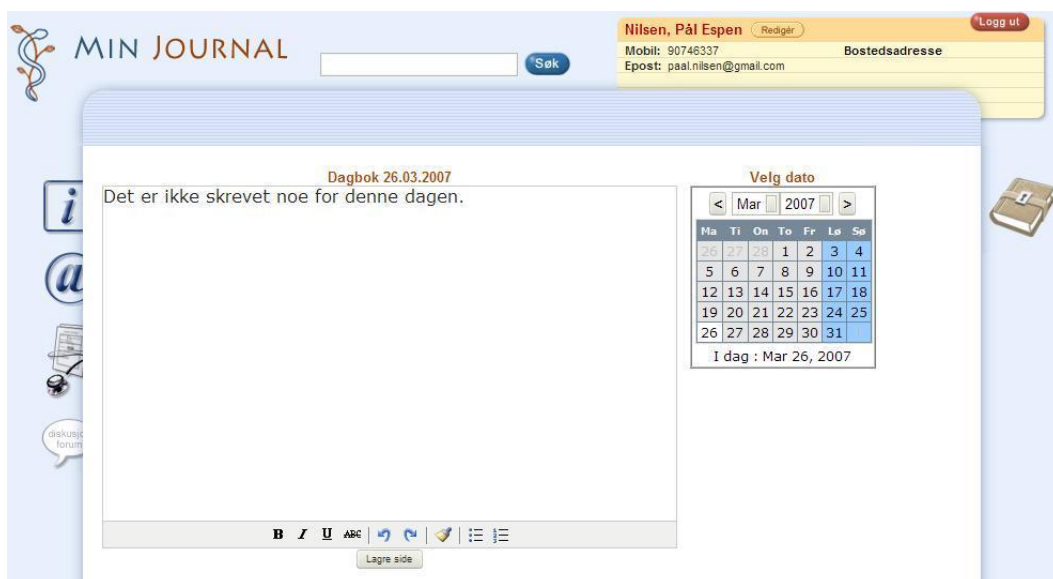 MIN JOURNAL
Søk
Nilsen, Pål Espen Redigér
Logg ut
Mobil: 90746337 Bostedsadresse
Epost: paal.nilsen@gmail.com
Dagbok 26.03.2007
Det er ikke skrevet noe for denne dagen.
Velg dato
< Mar 2007 >
Ma Ti On To Fr Lø Sø
26 27 28 1 2 3 4
5 6 7 8 9 10 11
12 13 14 15 16 17 18
19 20 21 22 23 24 25
26 27 28 29 30 31
I dag : Mar 26, 2007
i
@
forum
B I U ABC
Lagre side